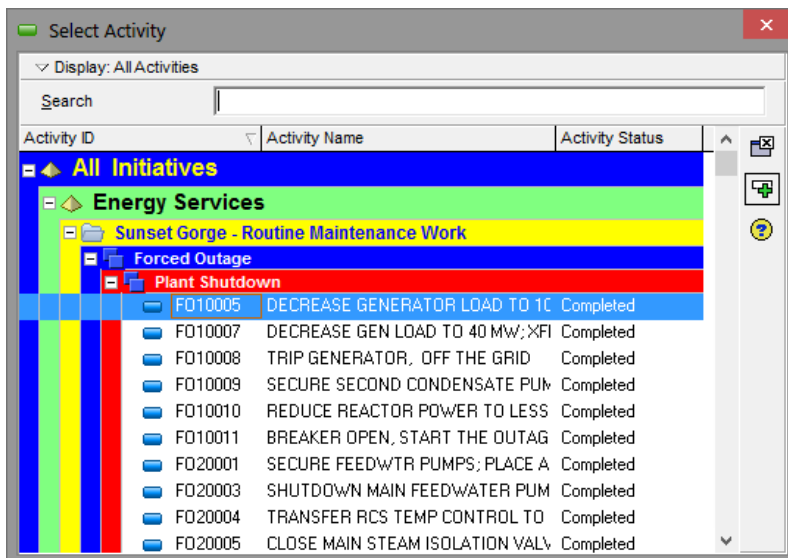 Select Activity
Display: All Activities
Search
Activity ID Activity Name Activity Status
All Initiatives
Energy Services
Sunset Gorge - Routine Maintenance Work
Forced Outage
Plant Shutdown
FO10005 DECREASE GENERATOR LOAD TO Completed
FO10007 DECREASE GEN LOAD TO 40 MW; Completed
FO10008 TRIP GENERATOR, OFF THE GRID Completed
FO10009 SECURE SECOND CONDENSATE Completed
FO10010 REDUCE REACTOR POWER TO LESS Completed
FO10011 BREAKER OPEN, START THE OUTAG Completed
FO20001 SECURE FEEDWTR PUMPS; PLACE A Completed
FO20003 SHUTDOWN MAIN FEEDWATER PUM Completed
FO20004 TRANSFER RCS TEMP CONTROL TO Completed
FO20005 CLOSE MAIN STEAM ISOLATION Completed